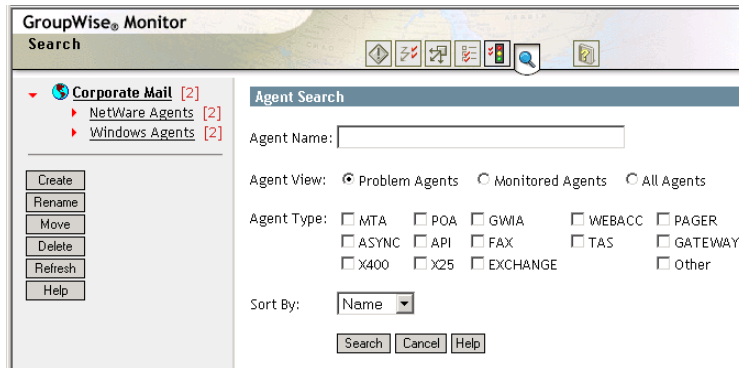 GroupWise® Monitor
Search
Corporate Mail [2]
NetWare Agents [2]
Windows Agents [2]
Create
Rename
Move
Delete
Refresh
Help
Agent Search
Agent Name:
Agent View: Problem Agents Monitored Agents All Agents
Agent Type: MTA POA GWIA WEBACC PAGER
ASYNC API FAX TAS GATEWAY
X400 X25 EXCHANGE Other
Sort By: Name
Search Cancel Help